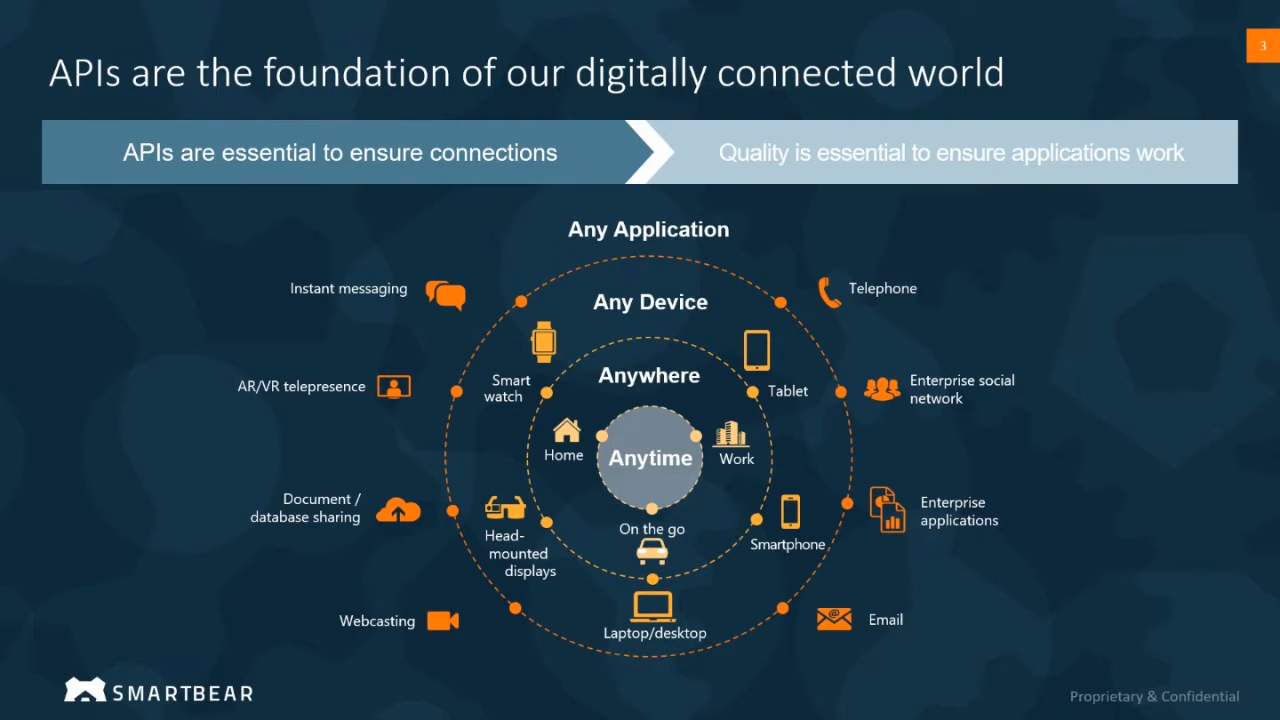 3
APIs are the foundation of our digitally connected world
APIs are essential to ensure connections
Quality is essential to ensure applications work
Any Application
Instant messaging
Telephone
Any Device
Anywhere
AR/VR telepresence
Smart
watch
Tablet
Enterprise social
network
Home
Anytime
Work
Document /
database sharing
Head-
mounted
displays
On the go
Smartphone
Enterprise
applications
Webcasting
Laptop/desktop
@
Email
SMARTBEAR
Proprietary & Confidential